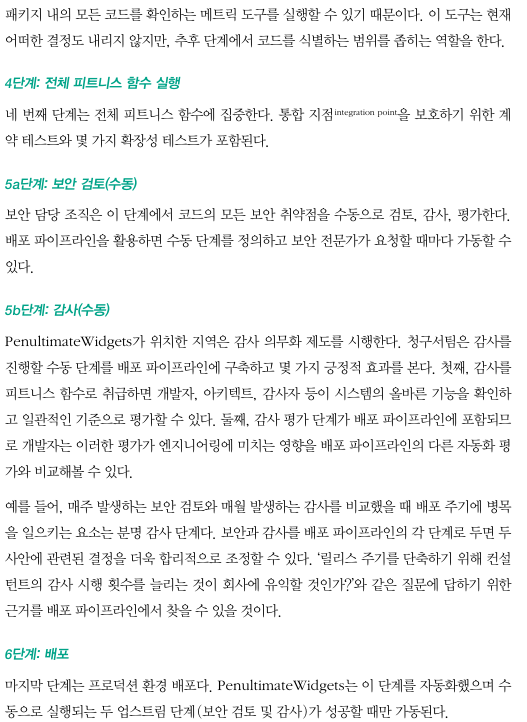 패키지 내의 모든 코드를 확인하는 메트릭 도구를 실행할 수 있기 때문이다. 이 도구는 현재
어떠한 결정도 내리지 않지만, 추후 단계에서 코드를 식별하는 범위를 좁히는 역할을 한다.
4단계: 전체 피트니스 함수 실행
네 번째 단계는 전체 피트니스 함수에 집중한다. 통합 지점integration point을 보호하기 위한 계
약 테스트와 몇 가지 확장성 테스트가 포함된다.
5a단계: 보안 검토(수동)
보안 담당 조직은 이 단계에서 코드의 모든 보안 취약점을 수동으로 검토, 감사, 평가한다.
배포 파이프라인을 활용하면 수동 단계를 정의하고 보안 전문가가 요청할 때마다 가동할 수
있다.
5b단계: 감사(수동)
PenultimateWidgets가 위치한 지역은 감사 의무화 제도를 시행한다. 청구서팀은 감사를
진행할 수동 단계를 배포 파이프라인에 구축하고 몇 가지 긍정적 효과를 본다. 첫째, 감사를
피트니스 함수로 취급하면 개발자, 아키텍트, 감사자 등이 시스템의 올바른 기능을 확인하
고 일관적인 기준으로 평가할 수 있다. 둘째, 감사 평가 단계가 배포 파이프라인에 포함되므
로 개발자는 이러한 평가가 엔지니어링에 미치는 영향을 배포 파이프라인의 다른 자동화 평
가와 비교해볼 수 있다.
예를 들어, 매주 발생하는 보안 검토와 매월 발생하는 감사를 비교했을 때 배포 주기에 병목
을 일으키는 요소는 분명 감사 단계다. 보안과 감사를 배포 파이프라인의 각 단계로 두면 두
사안에 관련된 결정을 더욱 합리적으로 조정할 수 있다. ‘릴리스 주기를 단축하기 위해 컨설
턴트의 감사 시행 횟수를 늘리는 것이 회사에 유익할 것인가?’와 같은 질문에 답하기 위한
근거를 배포 파이프라인에서 찾을 수 있을 것이다.
6단계: 배포
마지막 단계는 프로덕션 환경 배포다. PenultimateWidgets는 이 단계를 자동화했으며 수
동으로 실행되는 두 업스트림 단계(보안 검토 및 감사)가 성공할 때만 가동된다.